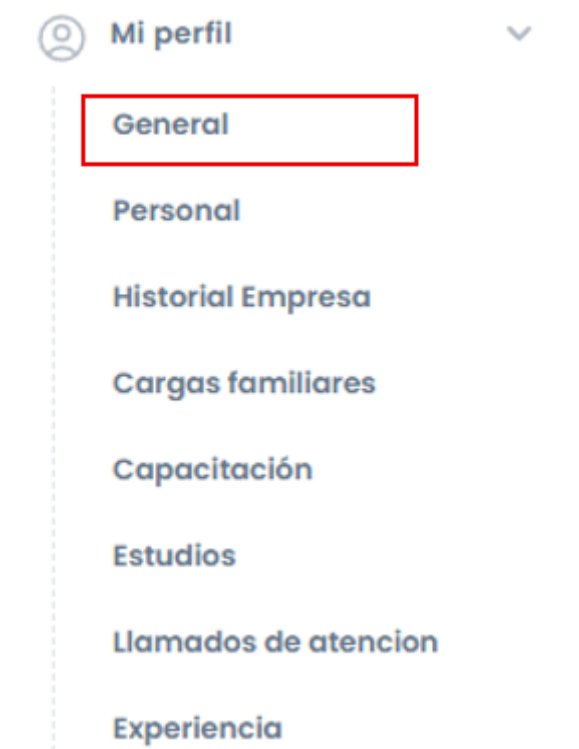 Mi perfil
General
Personal
Historial Empresa
Cargas familiares
Capacitación
Estudios
Llamados de atencion
Experiencia